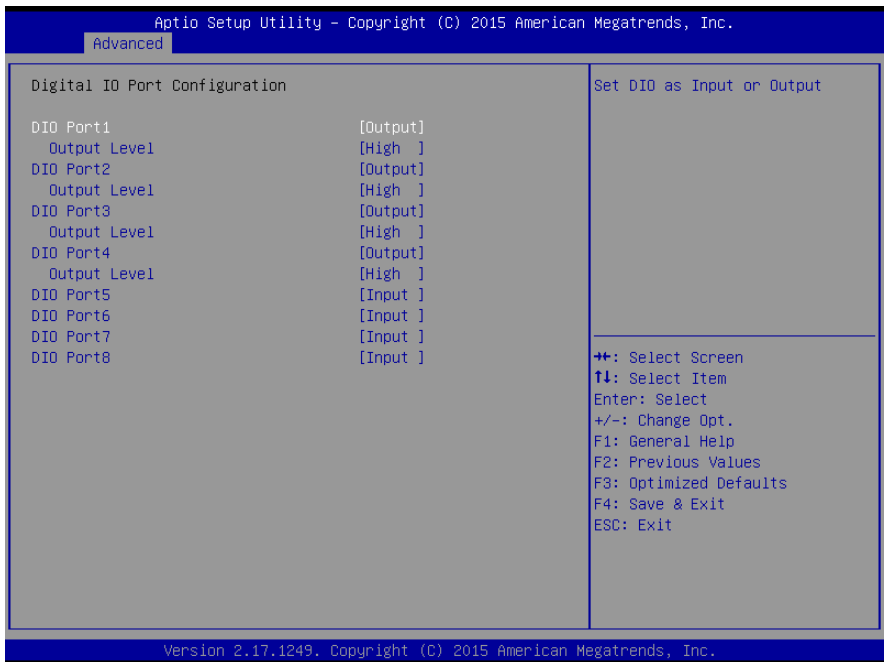 Aptio Setup Utility – Copyright (C) 2015 American Megatrends, Inc.
Advanced
Digital IO Port Configuration
DIO Port1 [Output]
Output Level [High ]
DIO Port2 [Output]
Output Level [High ]
DIO Port3 [Output]
Output Level [High ]
DIO Port4 [Output]
Output Level [High ]
DIO Port5 [Input ]
DIO Port6 [Input ]
DIO Port7 [Input ]
DIO Port8 [Input ]
Set DIO as Input or Output
→←: Select Screen
↑↓: Select Item
Enter: Select
+/-: Change Opt.
F1: General Help
F2: Previous Values
F3: Optimized Defaults
F4: Save & Exit
ESC: Exit
Version 2.17.1249. Copyright (C) 2015 American Megatrends, Inc.